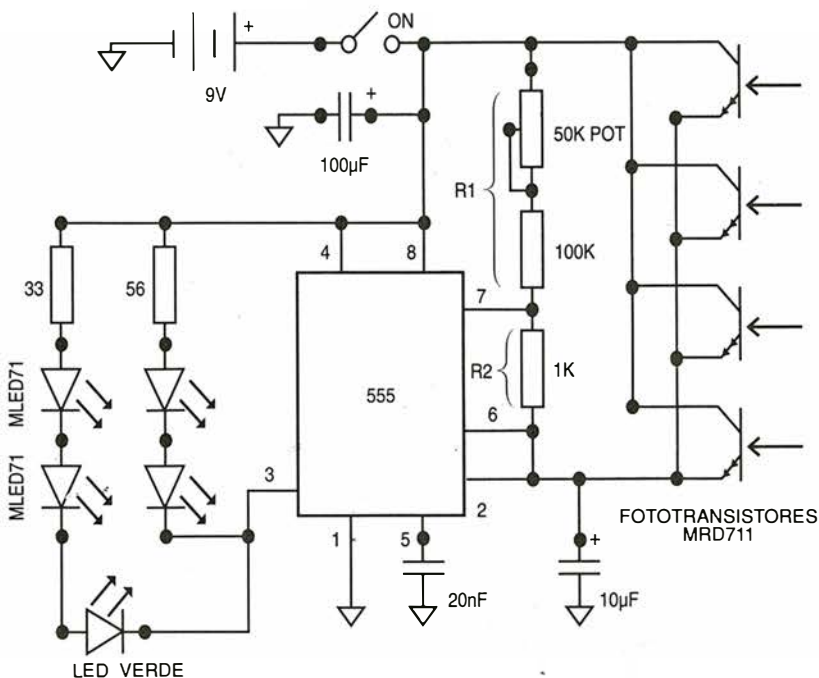 ON
+
9V
+
100µF
50K POT
R1
100K
4
8
33
56
7
R2
1K
MLED71
555
6
MLED71
3
2
FOTOTRANSISTORES
MRD711
1
5
+
20nF
10µF
LED VERDE